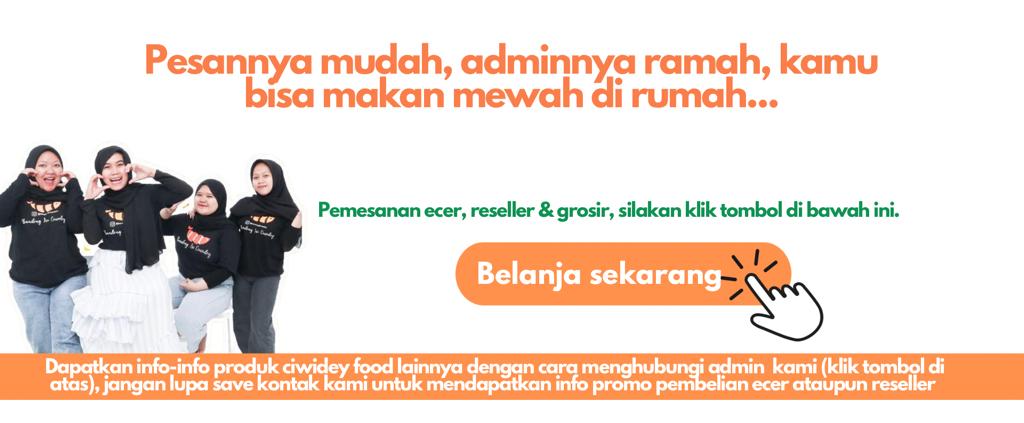 Pesannya mudah, adminnya ramah, kamu
bisa makan mewah di rumah...
Pemesanan ecer, reseller & grosir, silakan klik tombol di bawah ini.
Belanja sekarang
Dapatkan info-info produk ciwidey food lainnya dengan cara menghubungi admin kami (klik tombol di
atas), jangan lupa save kontak kami untuk mendapatkan info promo pembelian ecer ataupun reseller